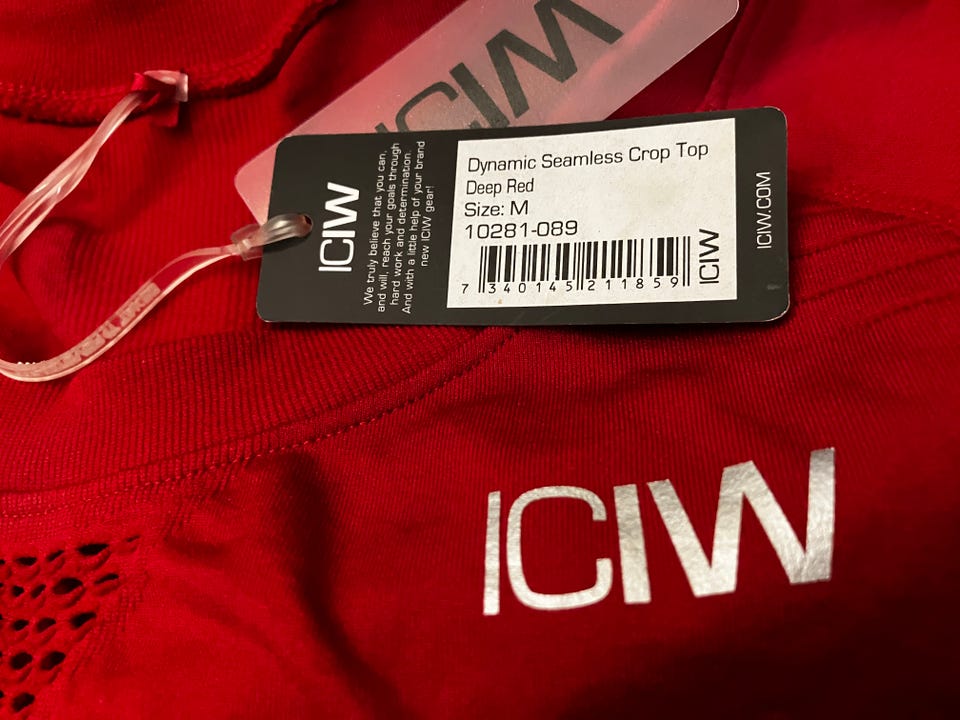 ICIW
ICIW
We truly believe that you can,
and will, reach your goals through
hard work and determination.
And with a little help of your brand
new ICIW gear!
Dynamic Seamless Crop Top
Deep Red
Size: M
10281-089
7 340145 211859
ICIW
ICIW.COM
ICIW